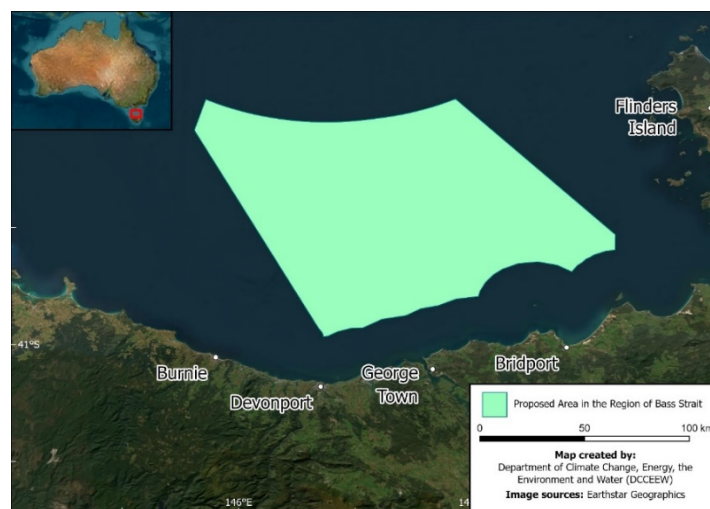 Flinders
Island
41°S
Burnie
Devonport
George
Town
Bridport
146°E
Proposed Area in the Region of Bass Strait
0 50 100 km
Map created by:
Department of Climate Change, Energy, the
Environment and Water (DCCEEW)
Image sources: Earthstar Geographics